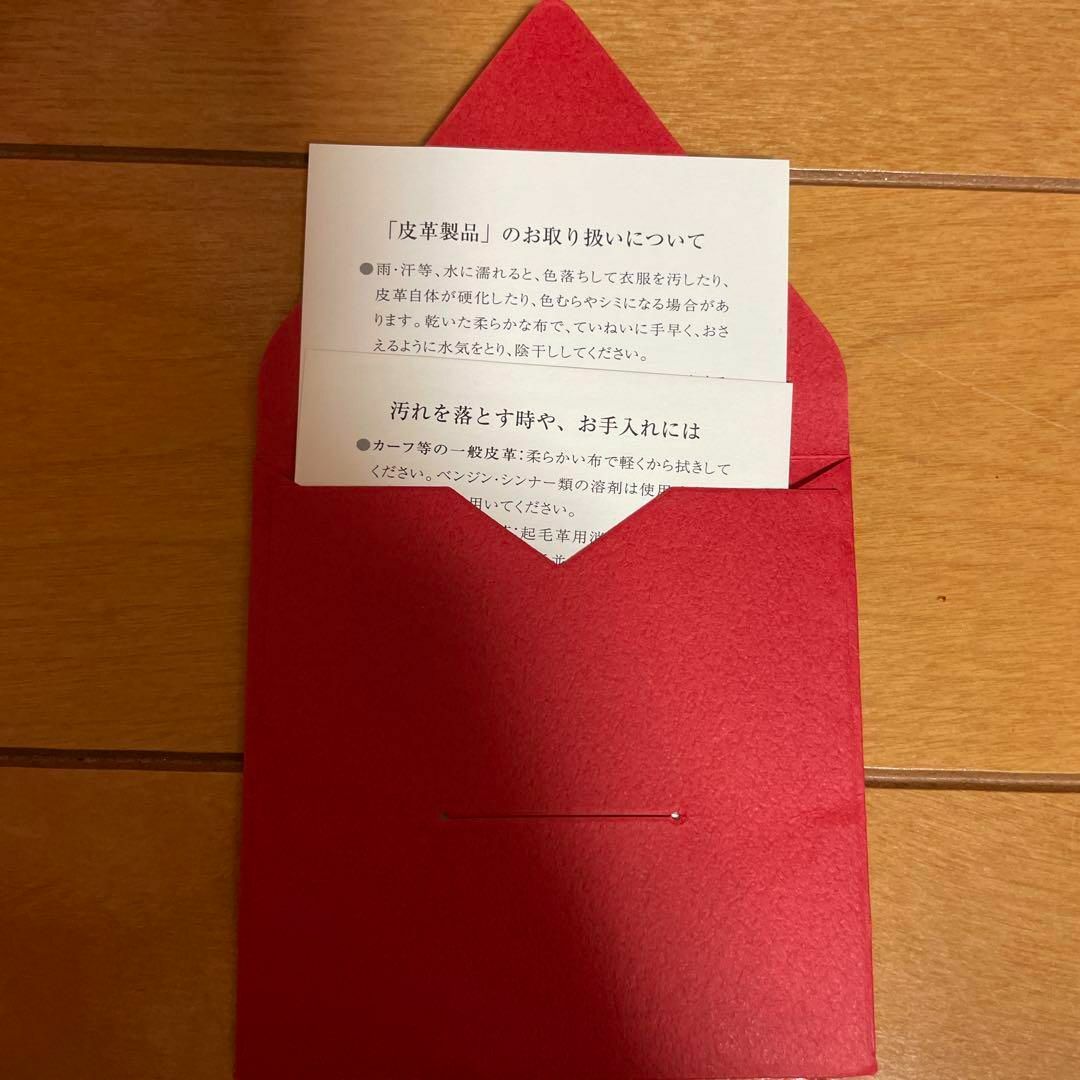 「皮革製品」のお取り扱いについて
●雨・汗等、水に濡れると、色落ちして衣服を汚したり、
皮革自体が硬化したり、色むらやシミになる場合があ
ります。乾いた柔らかな布で、ていねいに手早く、おさ
えるように水気をとり、陰干ししてください。
汚れを落とす時や、お手入れには
●カーフ等の一般皮革：柔らかい布で軽くから拭きして
ください。ベンジン・シンナー類の溶剤は使用
用いてください。
：起毛革用消
並